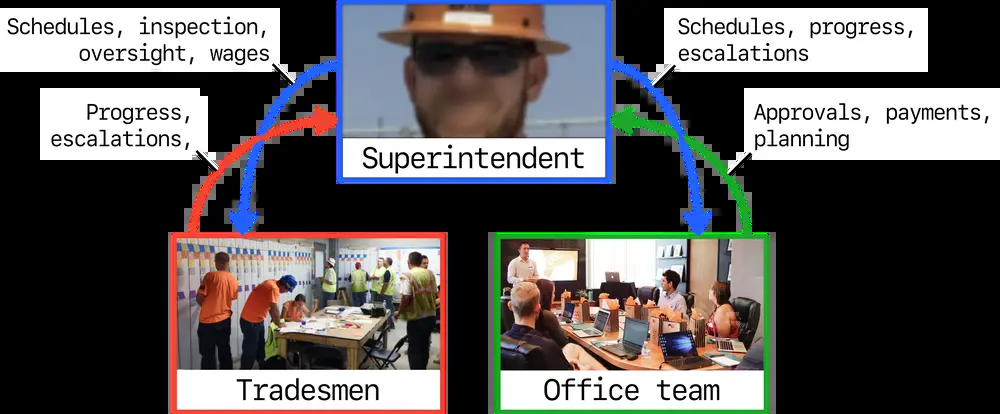 Schedules, inspection,
oversight, wages
Schedules, progress,
escalations
Progress,
escalations,
Approvals, payments,
planning
Superintendent
Tradesmen
Office team